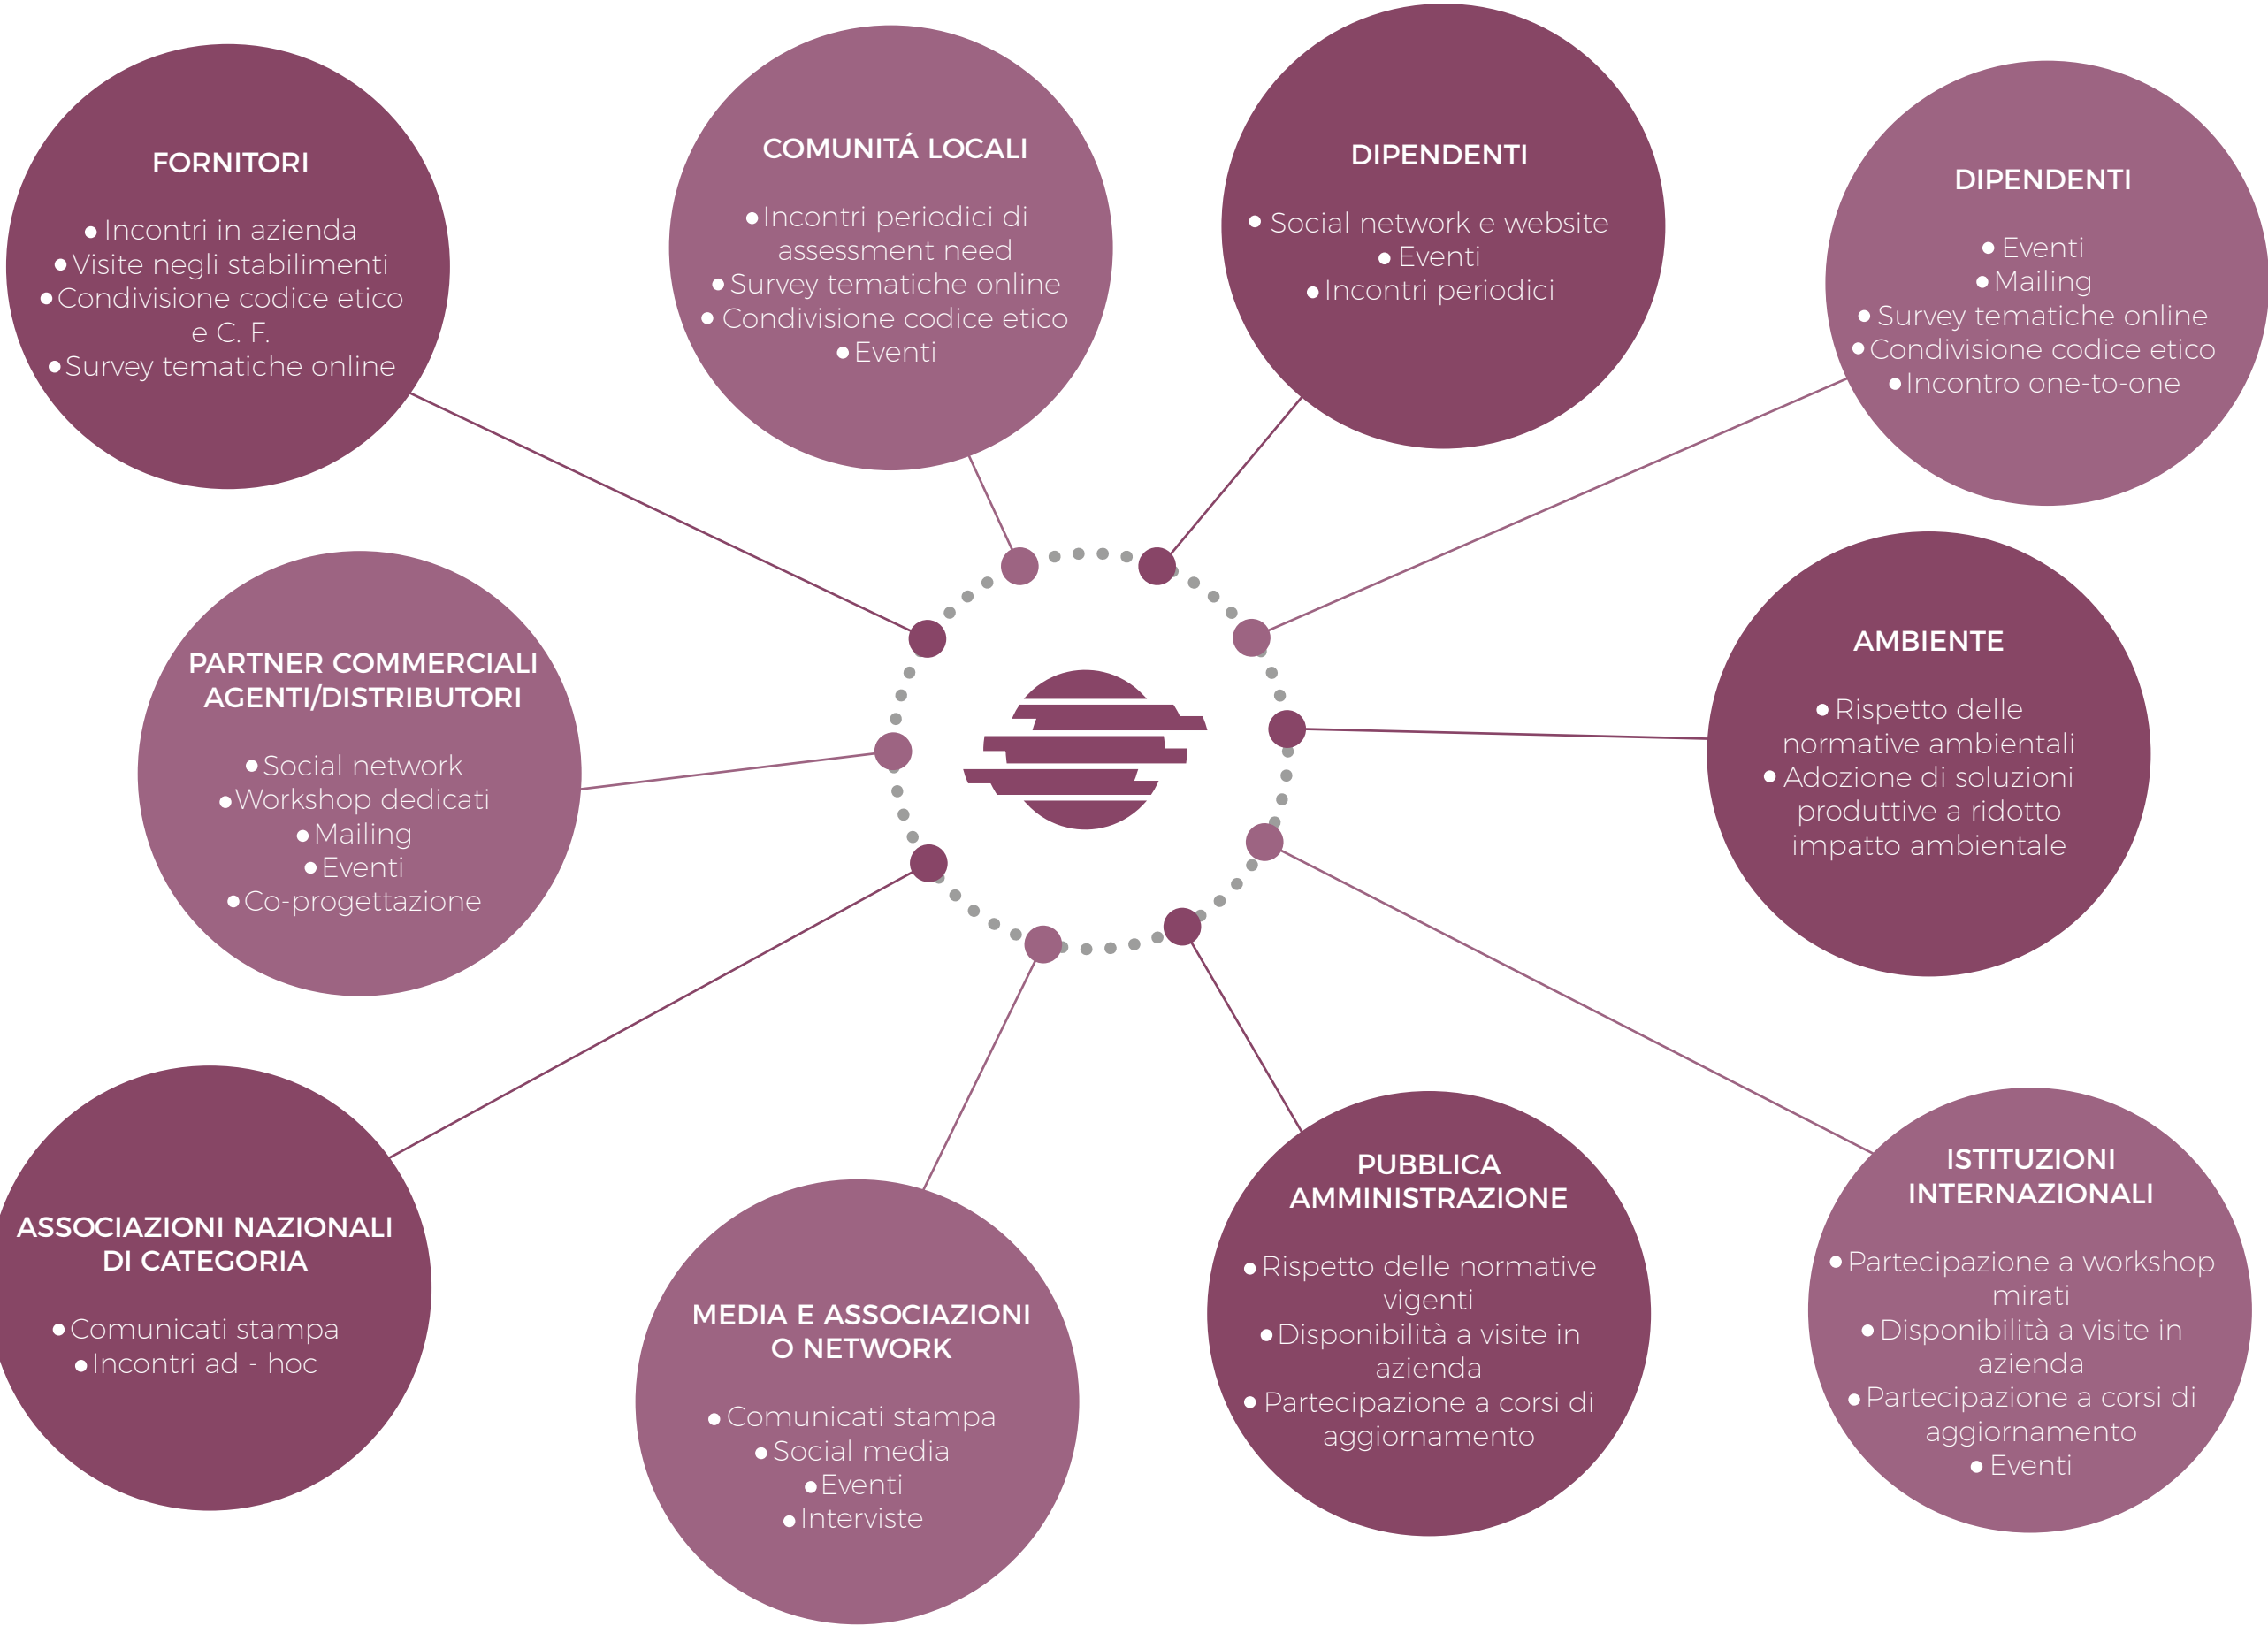 FORNITORI
● Incontri in azienda
● Visite negli stabilimenti
● Condivisione codice etico
e C. F.
● Survey tematiche online
COMUNITÁ LOCALI
● Incontri periodici di
assessment need
● Survey tematiche online
● Condivisione codice etico
● Eventi
DIPENDENTI
● Social network e website
● Eventi
● Incontri periodici
DIPENDENTI
● Eventi
● Mailing
● Survey tematiche online
● Condivisione codice etico
● Incontro one-to-one
PARTNER COMMERCIALI
AGENTI/DISTRIBUTORI
● Social network
● Workshop dedicati
● Mailing
● Eventi
● Co-progettazione
AMBIENTE
● Rispetto delle
normative ambientali
● Adozione di soluzioni
produttive a ridotto
impatto ambientale
ASSOCIAZIONI NAZIONALI
DI CATEGORIA
● Comunicati stampa
● Incontri ad - hoc
MEDIA E ASSOCIAZIONI
O NETWORK
● Comunicati stampa
● Social media
● Eventi
● Interviste
PUBBLICA
AMMINISTRAZIONE
● Rispetto delle normative
vigenti
● Disponibilità a visite in
azienda
● Partecipazione a corsi di
aggiornamento
ISTITUZIONI
INTERNAZIONALI
● Partecipazione a workshop
mirati
● Disponibilità a visite in
azienda
● Partecipazione a corsi di
aggiornamento
● Eventi